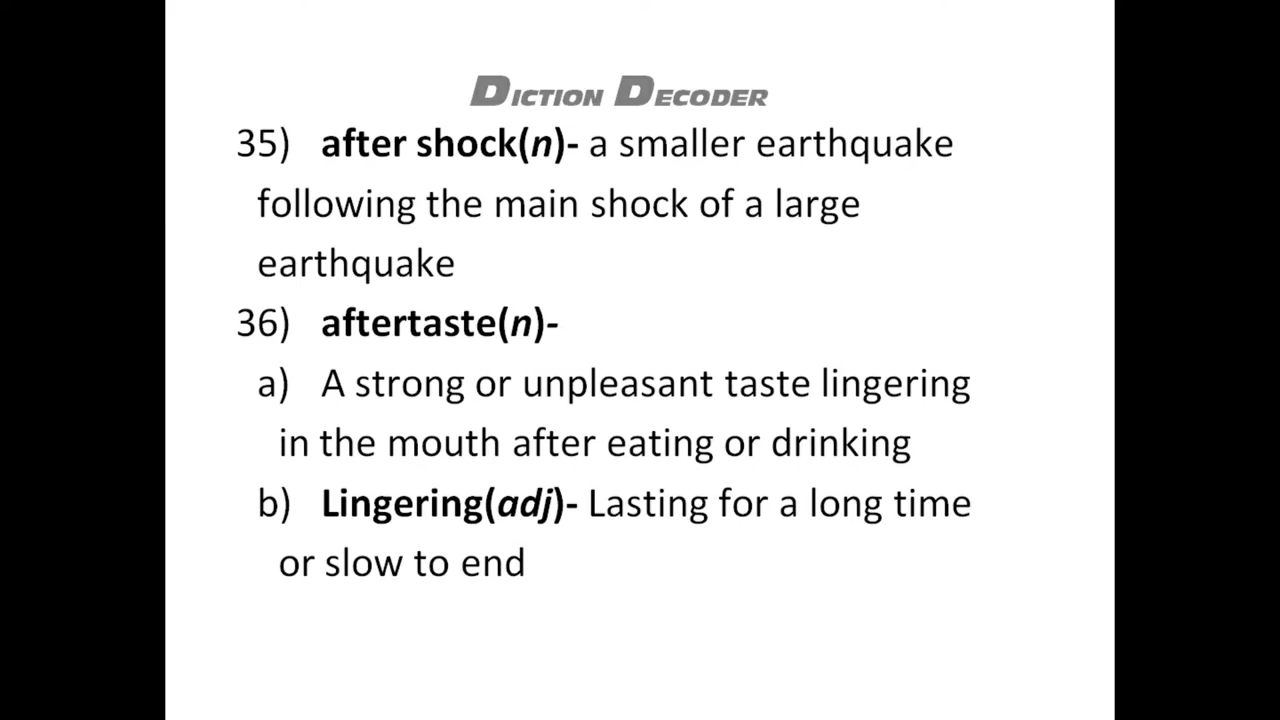 DICTION DECODER
35) after shock(n)- a smaller earthquake
following the main shock of a large
earthquake
36) aftertaste(n)-
a) A strong or unpleasant taste lingering
in the mouth after eating or drinking
b) Lingering(adj)- Lasting for a long time
or slow to end